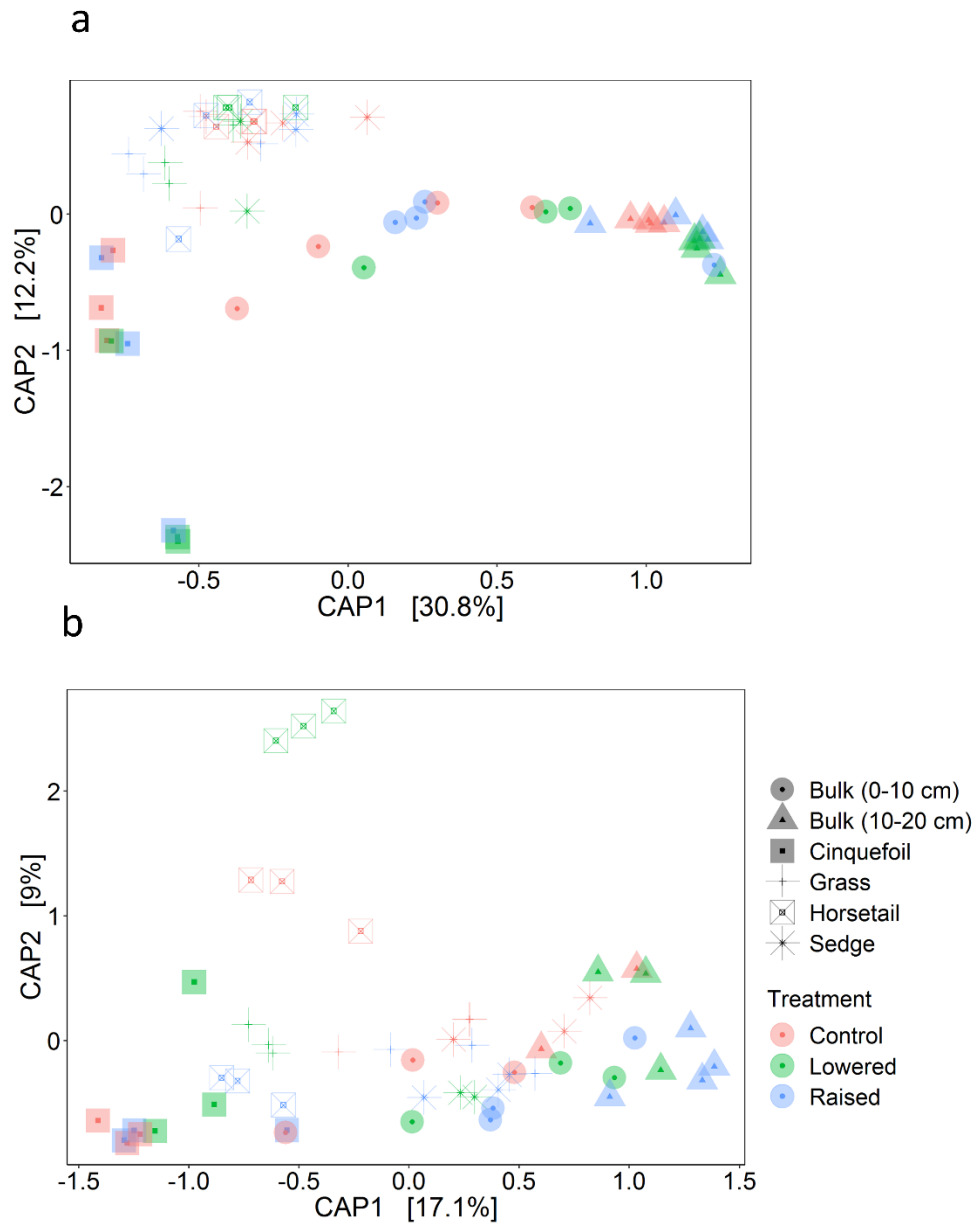 a
0
-1
-2
CAP2 [12.2%]
-0.5
0.0
0.5
1.0
CAP1 [30.8%]
b
2
1
0
CAP2 [9%]
-1.5
-1.0
-0.5
0.0
0.5
1.0
1.5
CAP1 [17.1%]
Bulk (0-10 cm)
Bulk (10-20 cm)
Cinquefoil
Grass
Horsetail
Sedge
Treatment
Control
Lowered
Raised